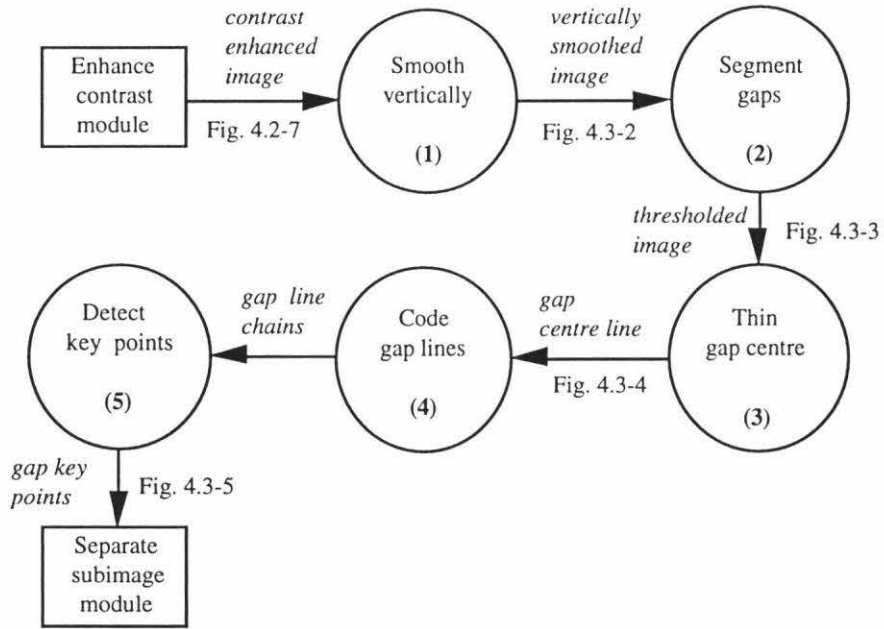 Enhance
contrast
module
contrast
enhanced
image
Fig. 4.2-7
Smooth
vertically
(1)
vertically
smoothed
image
Fig. 4.3-2
Segment
gaps
(2)
thresholded
image
Fig. 4.3-3
Thin
gap centre
(3)
gap
centre line
Fig. 4.3-4
Code
gap lines
(4)
gap line
chains
Detect
key points
(5)
gap key
points
Fig. 4.3-5
Separate
subimage
module